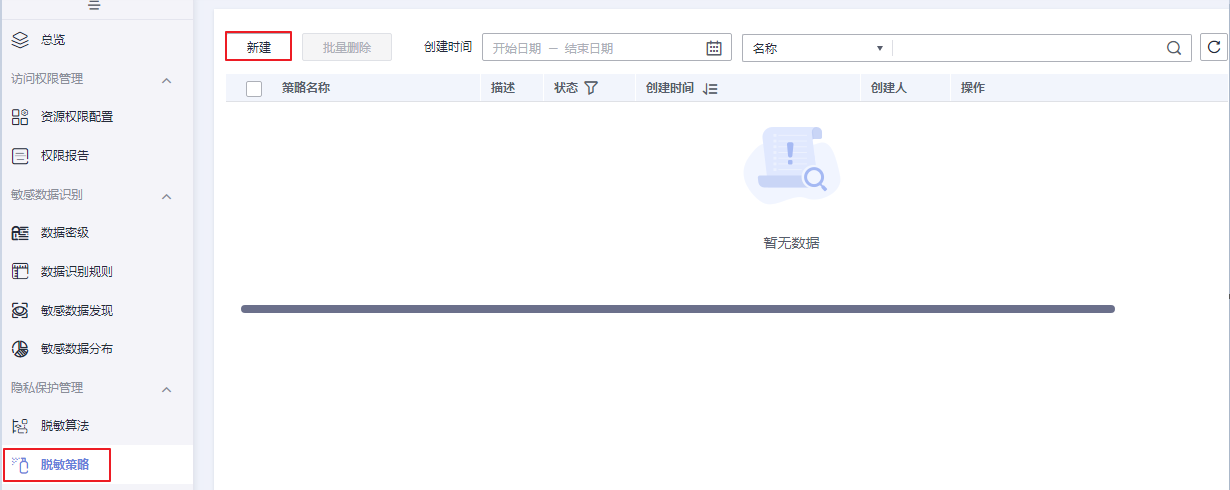 总览
访问权限管理
资源权限配置
权限报告
敏感数据识别
数据密级
数据识别规则
敏感数据发现
敏感数据分布
隐私保护管理
脱敏算法
脱敏策略
新建 批量删除 创建时间 开始日期 — 结束日期 名称
策略名称 描述 状态 创建时间 创建人 操作
暂无数据